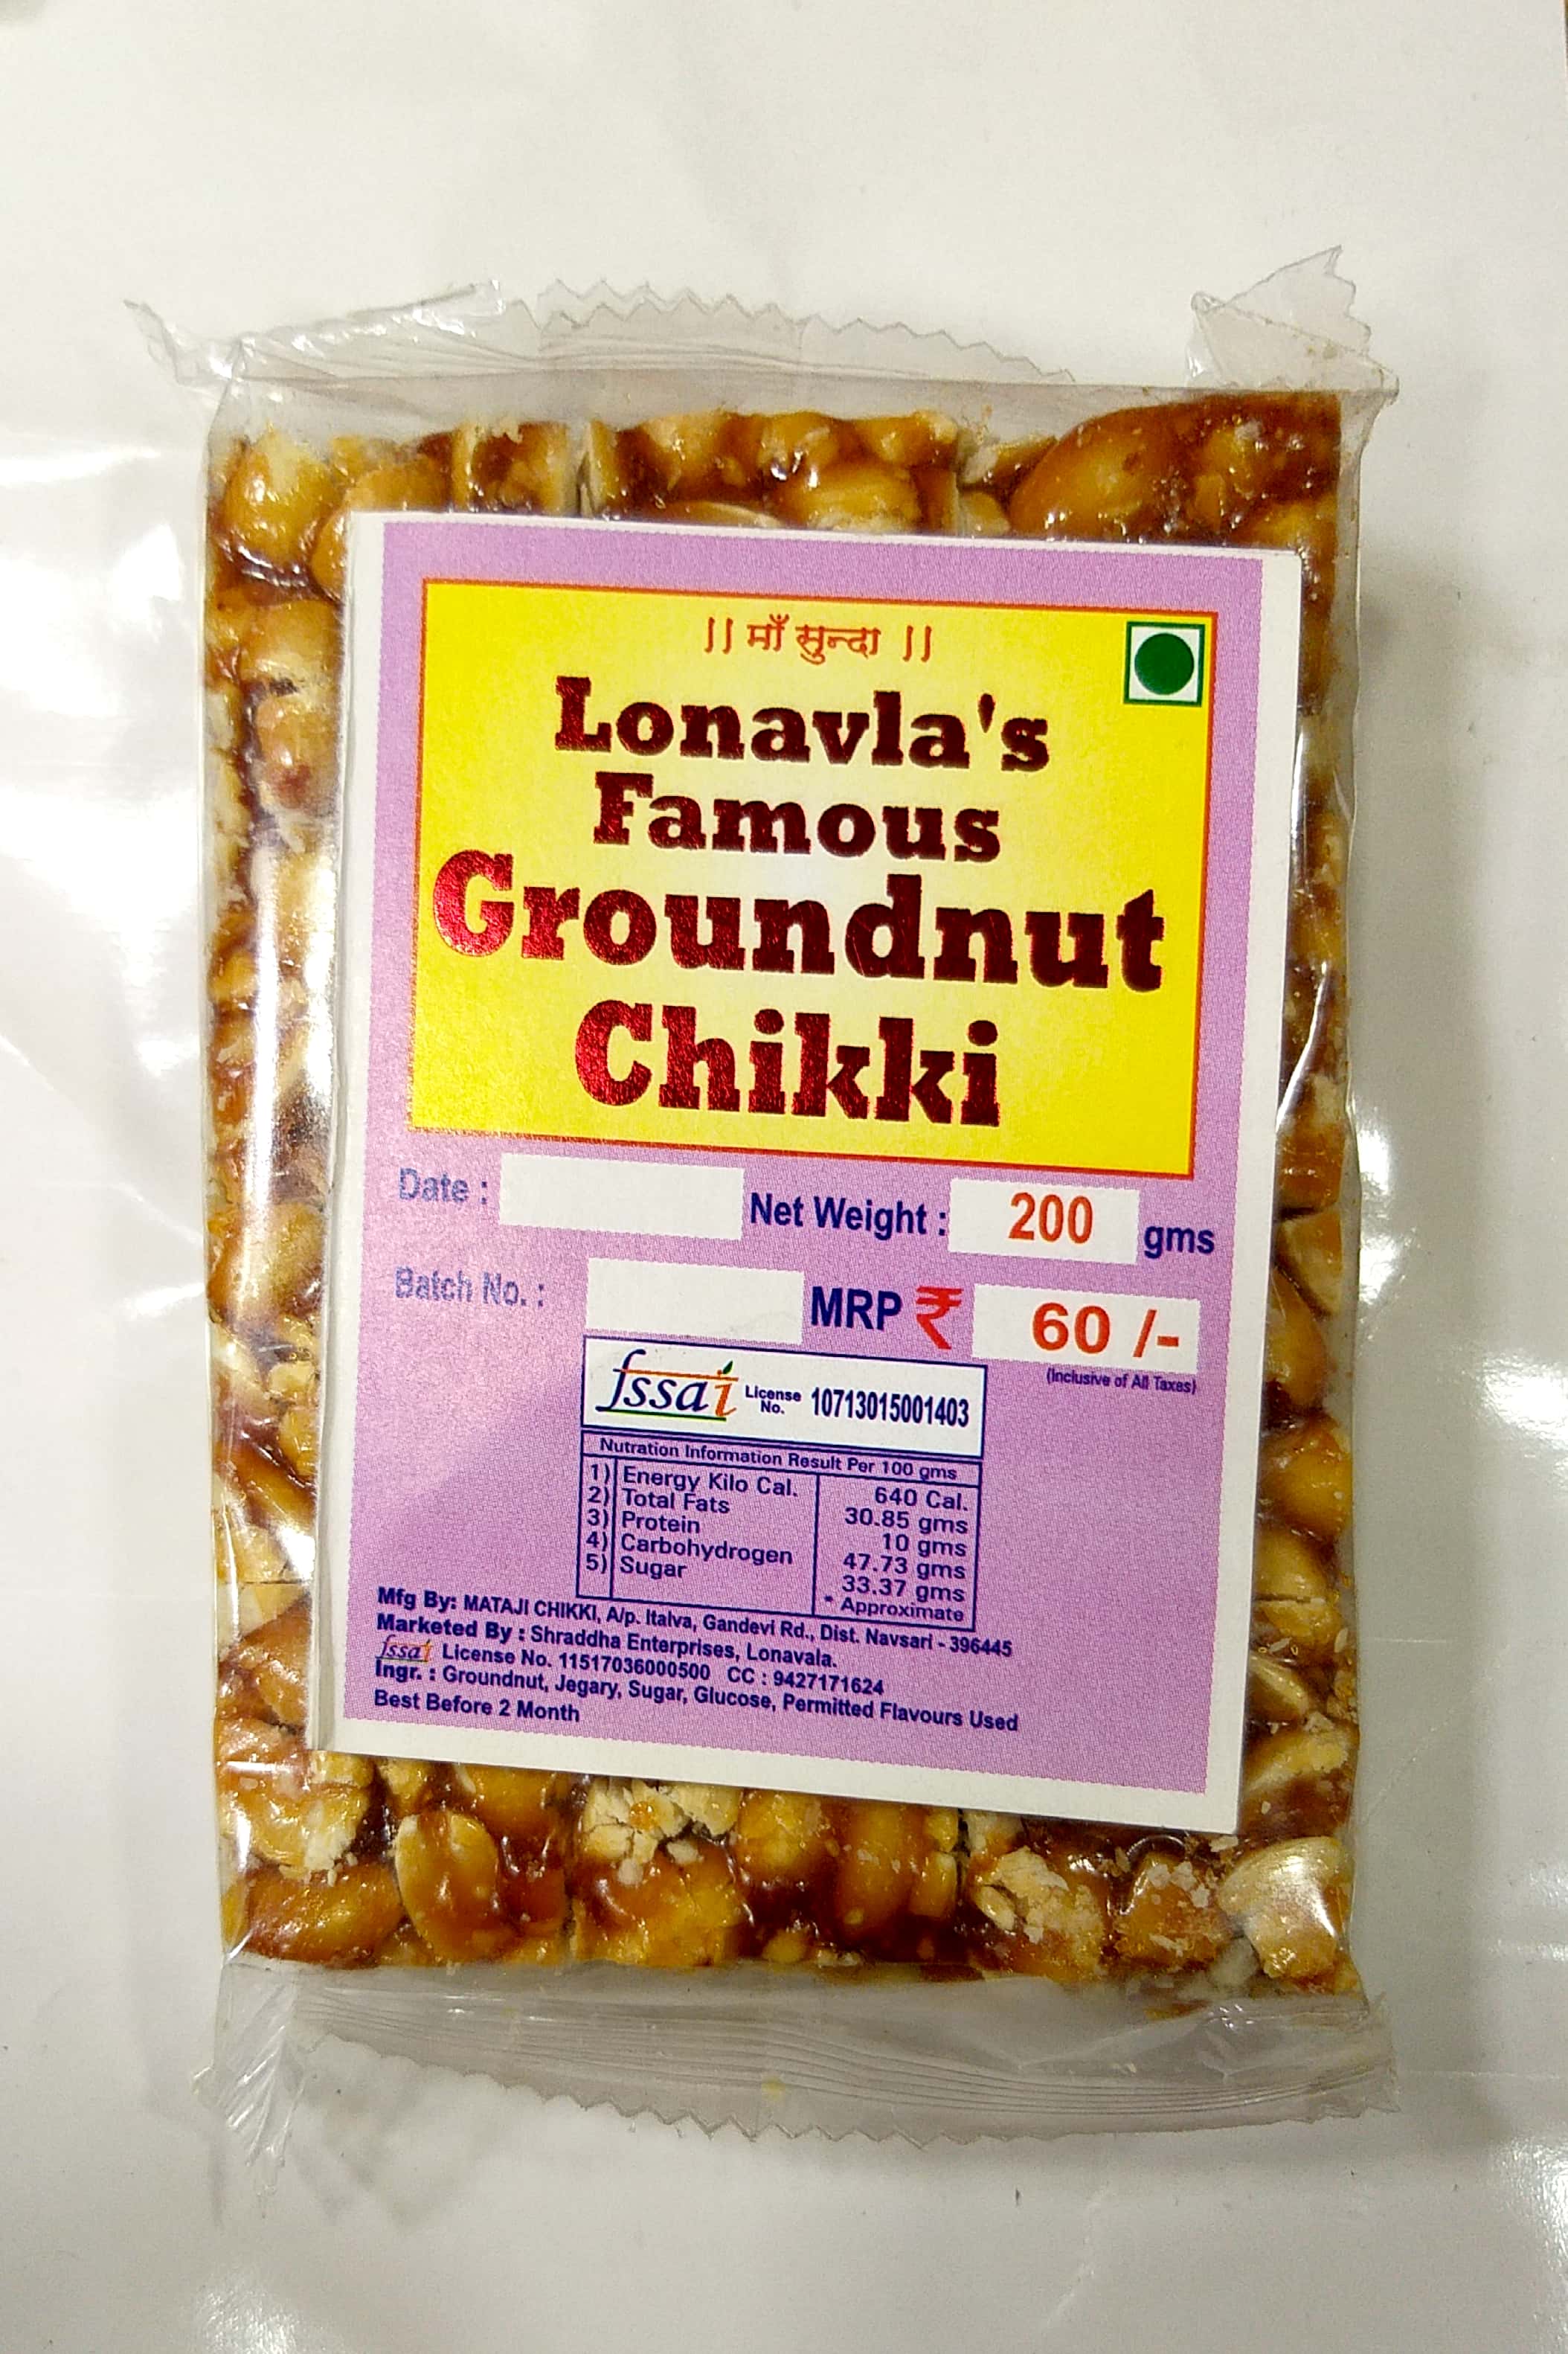 || माँ सुन्दा ||
Lonavla's
Famous
Groundnut
Chikki
Date :
Net Weight : 200 gms
Batch No. :
MRP ₹ 60 /-
(Inclusive of All Taxes)
fssai License No. 10713015001403
Nutration Information Result Per 100 gms
1) Energy Kilo Cal. 640 Cal.
2) Total Fats 30.85 gms
3) Protein 10 gms
4) Carbohydrogen 47.73 gms
5) Sugar 33.37 gms
- Approximate
Mfg By: MATAJI CHIKKI, A/p. Italva, Gandevi Rd., Dist. Navsari - 396445
Marketed By : Shraddha Enterprises, Lonavala.
fssai License No. 11517036000500 CC : 9427171624
Ingr. : Groundnut, Jegary, Sugar, Glucose, Permitted Flavours Used
Best Before 2 Month